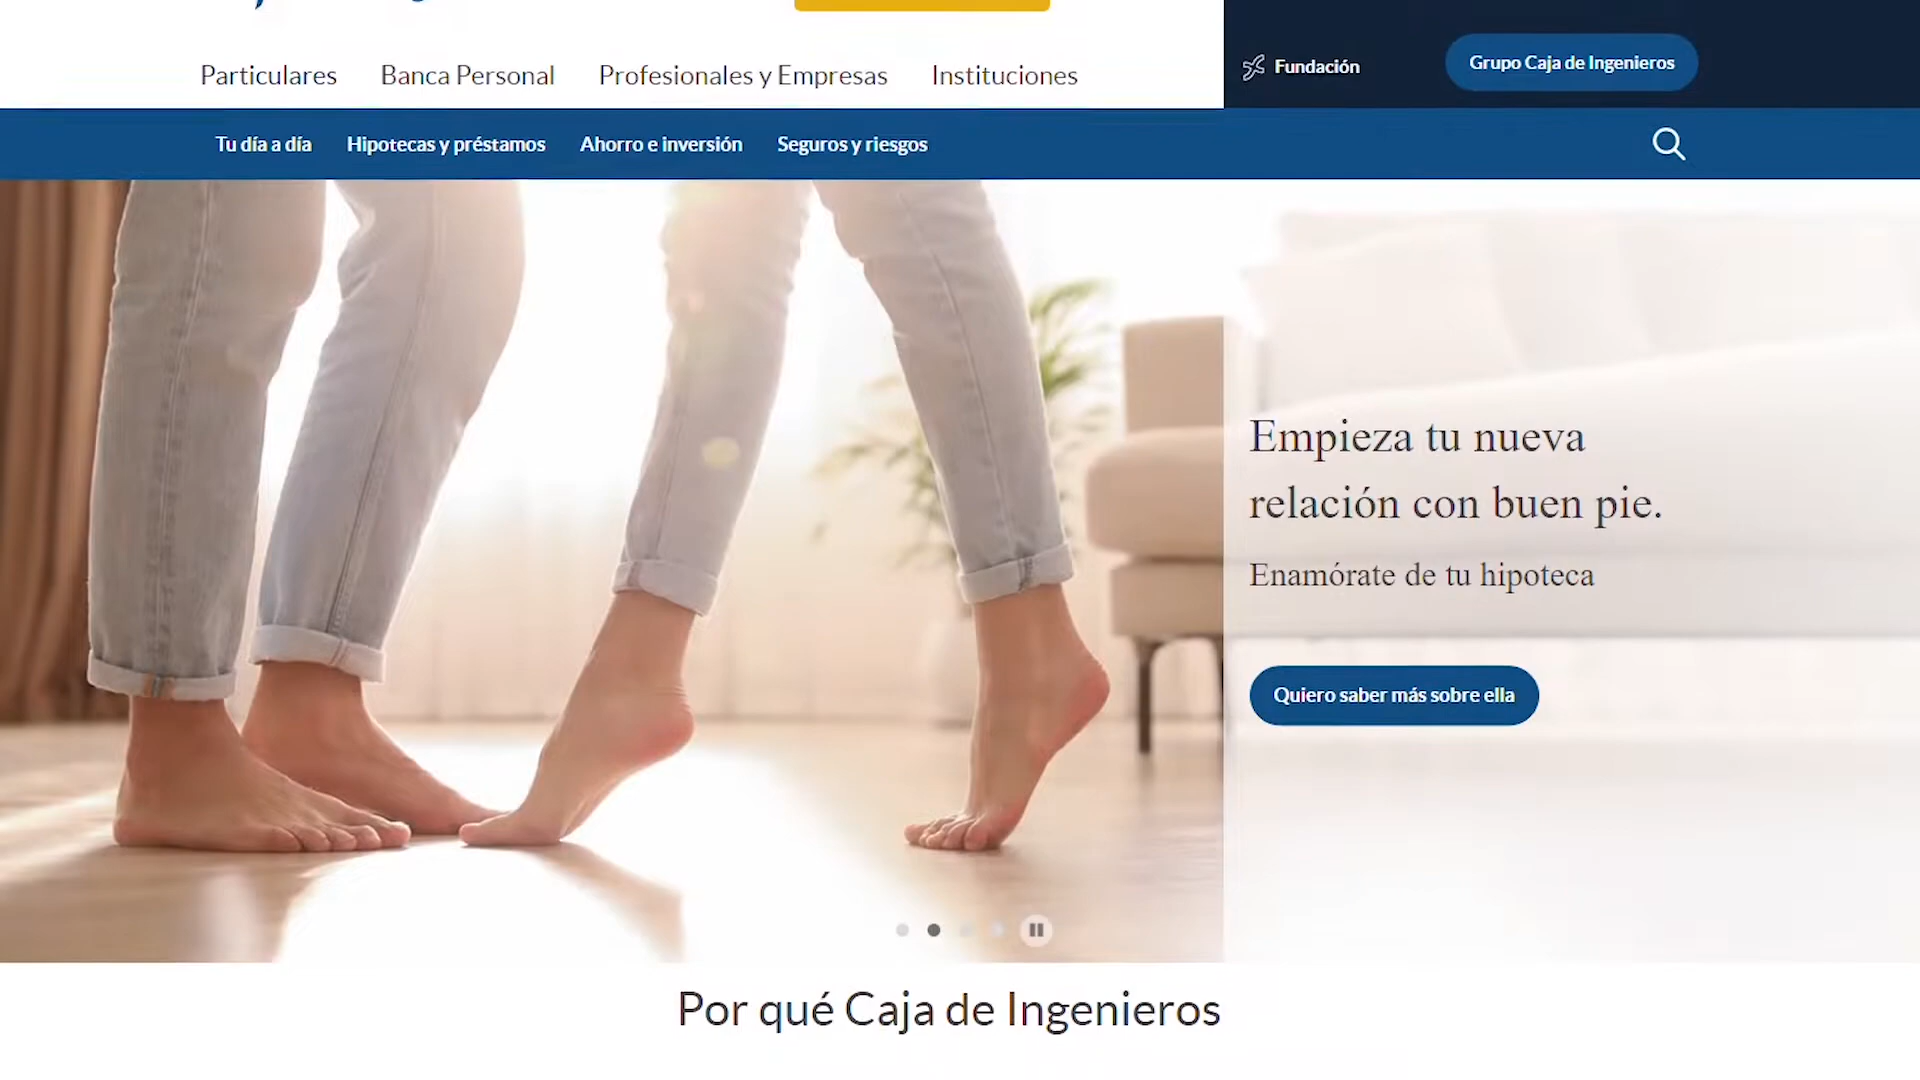 Particulares
Banca Personal
Profesionales y Empresas
Instituciones
Fundación
Grupo Caja de Ingenieros
Tu día a día
Hipotecas y préstamos
Ahorro e inversión
Seguros y riesgos
Empieza tu nueva
relación con buen pie.
Enamórate de tu hipoteca
Quiero saber más sobre ella
Por qué Caja de Ingenieros